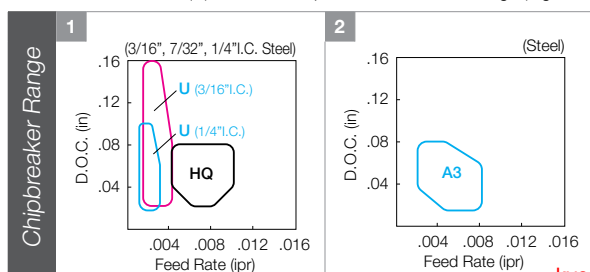 Chipbreaker Range
1
(3/16", 7/32", 1/4"I.C. Steel)
.16
.12
.08
.04
D.O.C. (in)
U (3/16"I.C.)
U (1/4"I.C.)
HQ
.004 .008 .012 .016
Feed Rate (ipr)
2
(Steel)
.16
.12
.08
.04
D.O.C. (in)
A3
.004 .008 .012 .016
Feed Rate (ipr)